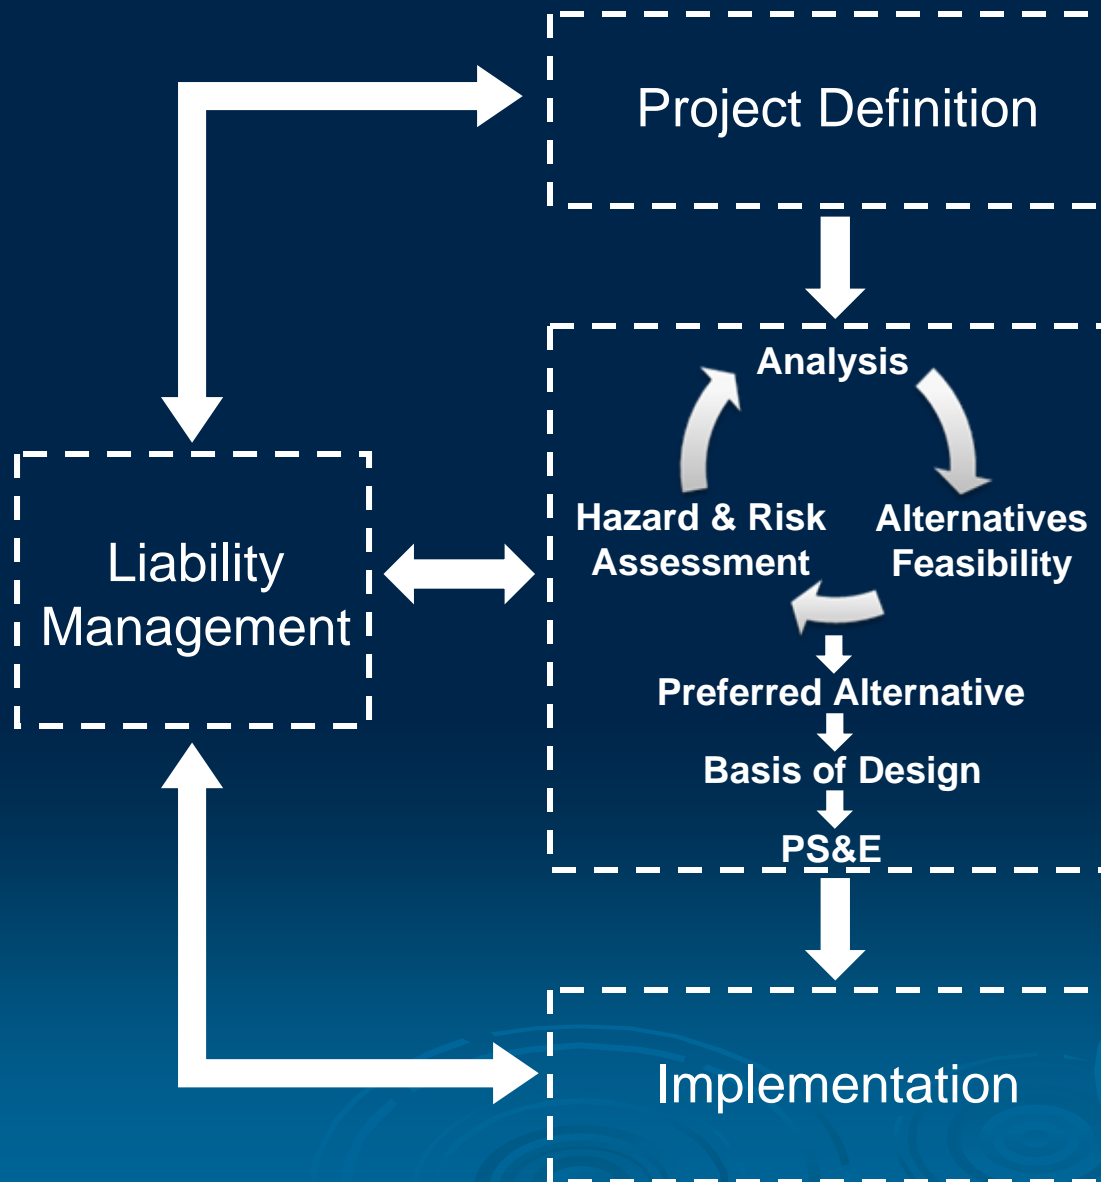 Project Definition
Analysis
Hazard & Risk
Assessment
Alternatives
Feasibility
Liability
Management
Preferred Alternative
Basis of Design
PS&E
Implementation